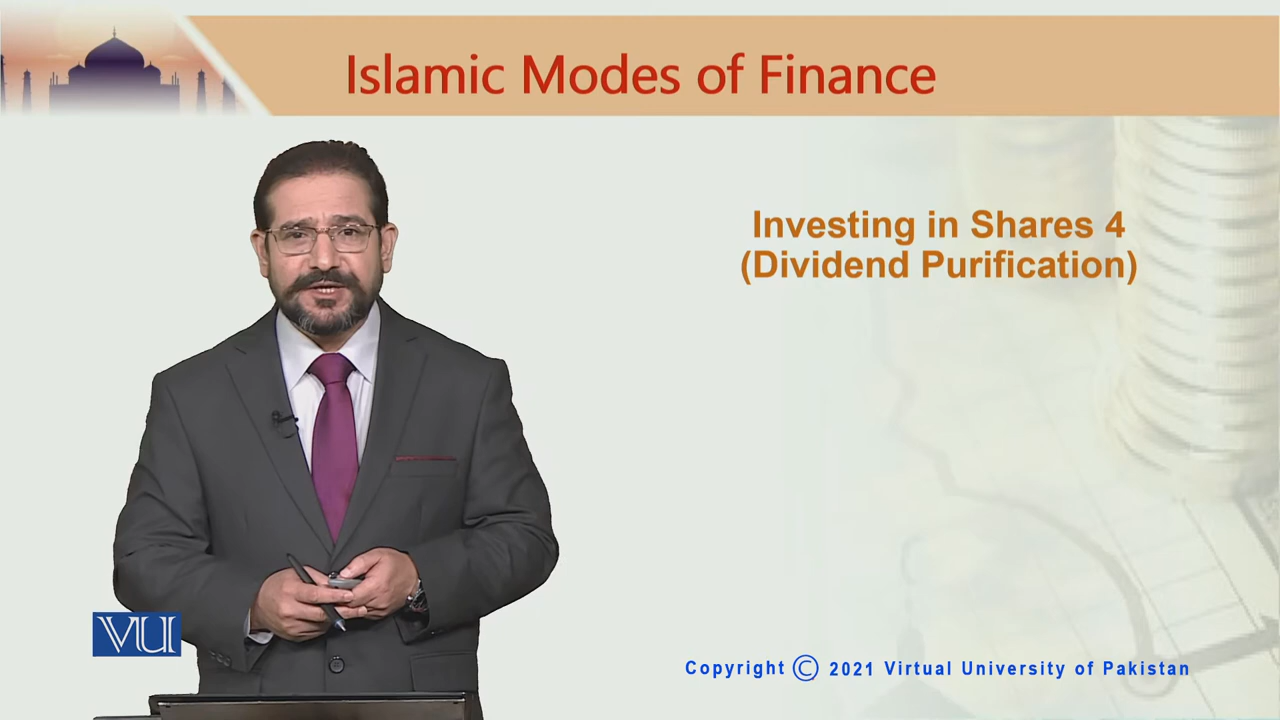 Islamic Modes of Finance
Investing in Shares 4
(Dividend Purification)
VU
Copyright © 2021 Virtual University of Pakistan